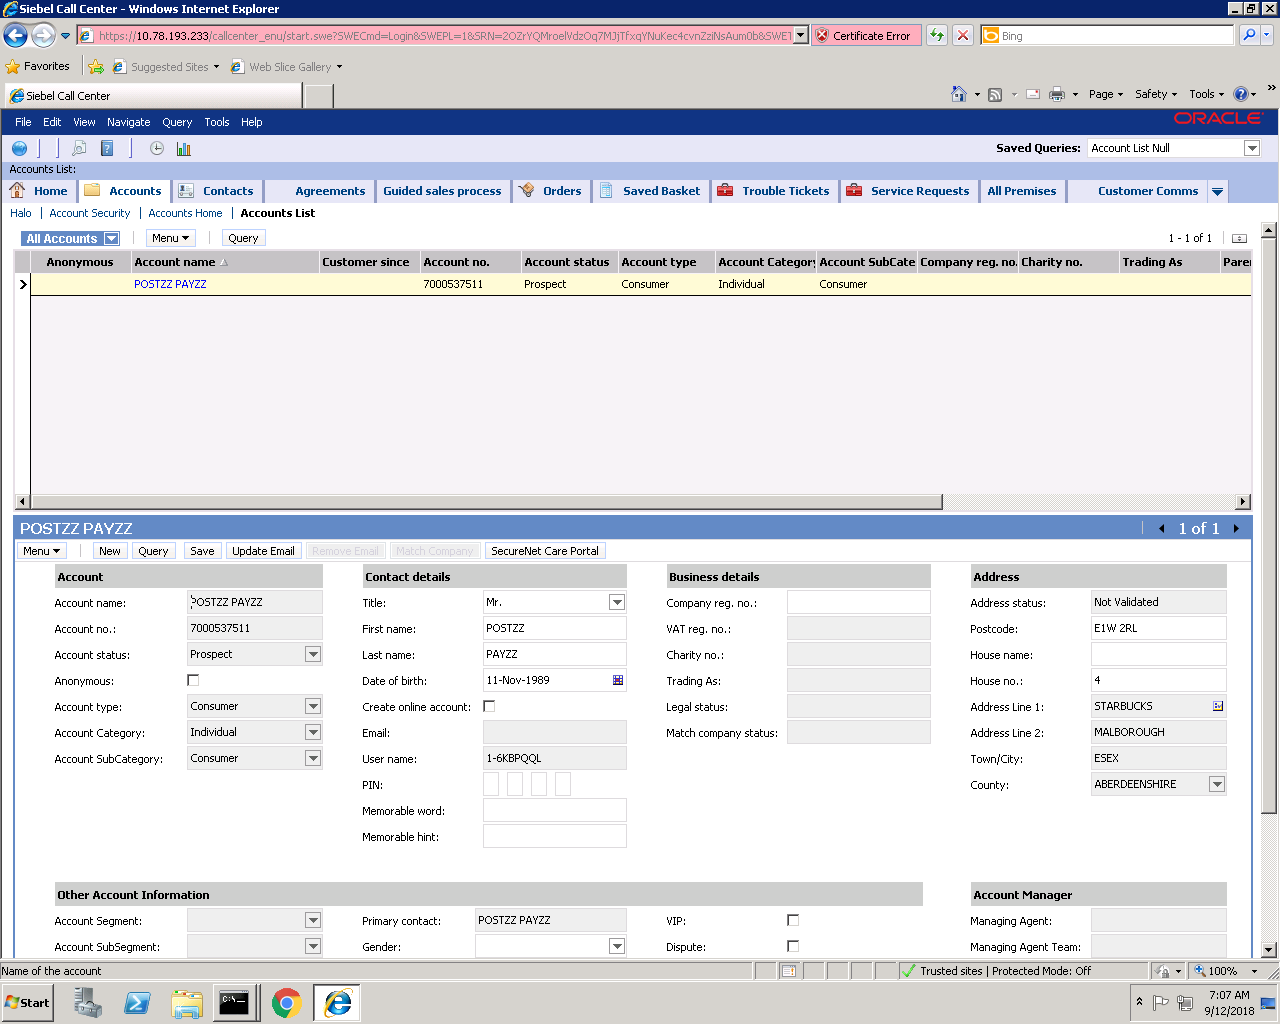 Siebel Call Center - Windows Internet Explorer
https://10.78.193.233/callcenter_enu/start.swe?SWECmd=Login&SWEPL=1&SRN=2OZrYQMroelVdzOq7MJjTfxqYNuKec4cvnZziNsAum0b&SWET
Certificate Error
Bing
Favorites
Suggested Sites
Web Slice Gallery
Siebel Call Center
Page
Safety
Tools
»
File Edit View Navigate Query Tools Help
ORACLE
Saved Queries: Account List Null
Accounts List:
Home Accounts Contacts Agreements Guided sales process Orders Saved Basket Trouble Tickets Service Requests All Premises Customer Comms
Halo | Account Security | Accounts Home | Accounts List
All Accounts Menu Query 1 - 1 of 1
Anonymous Account name Customer since Account no. Account status Account type Account Category Account SubCate Company reg. no. Charity no. Trading As Paren
POSTZZ PAYZZ 7000537511 Prospect Consumer Individual Consumer
POSTZZ PAYZZ 1 of 1
Menu New Query Save Update Email Remove Email Match Company SecureNet Care Portal
Account Contact details Business details Address
Account name: POSTZZ PAYZZ Title: Mr. Company reg. no.: Address status: Not Validated
Account no.: 7000537511 First name: POSTZZ VAT reg. no.: Postcode: E1W 2RL
Account status: Prospect Last name: PAYZZ Charity no.: House name:
Anonymous: Date of birth: 11-Nov-1989 Trading As: House no.: 4
Account type: Consumer Create online account: Legal status: Address Line 1: STARBUCKS
Account Category: Individual Email: Match company status: Address Line 2: MALBOROUGH
Account SubCategory: Consumer User name: 1-6KBPQQL Town/City: ESEX
PIN: County: ABERDEENSHIRE
Memorable word:
Memorable hint:
Other Account Information Account Manager
Account Segment: Primary contact: POSTZZ PAYZZ VIP: Managing Agent:
Account SubSegment: Gender: Dispute: Managing Agent Team:
Name of the account Trusted sites | Protected Mode: Off 100%
Start 7:07 AM
9/12/2018